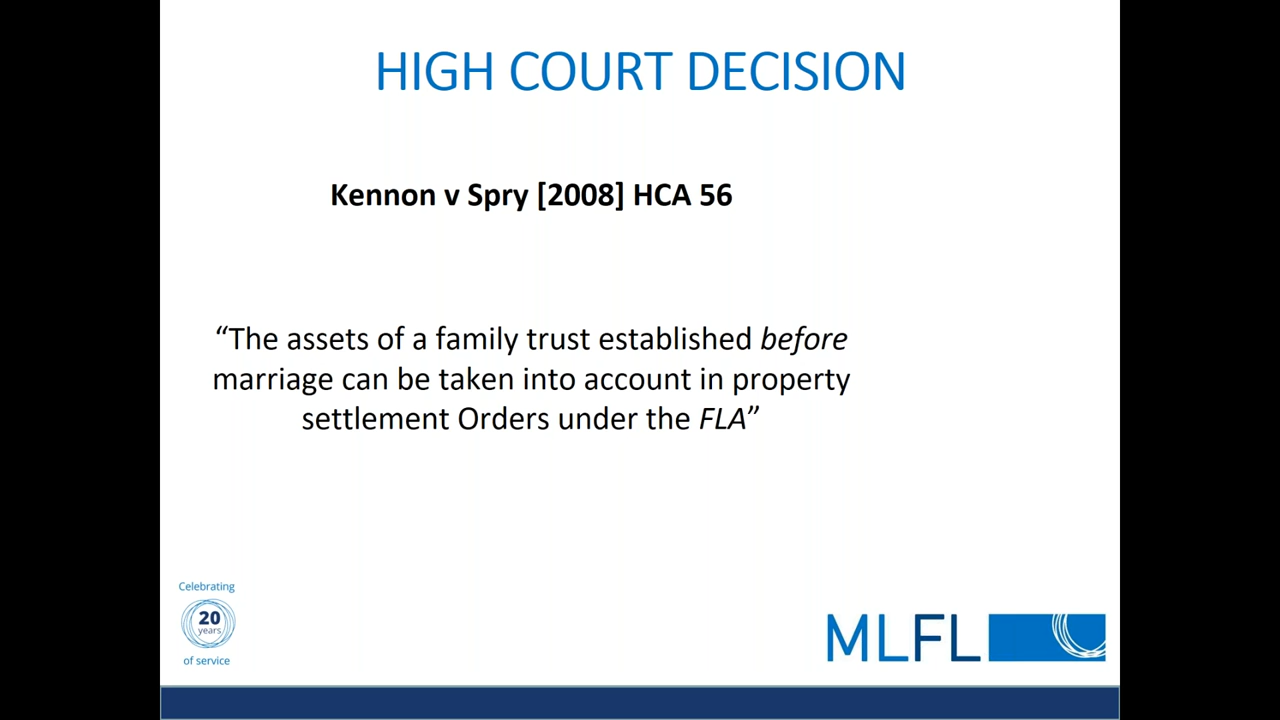 HIGH COURT DECISION
Kennon v Spry [2008] HCA 56
“The assets of a family trust established before
marriage can be taken into account in property
settlement Orders under the FLA”
Celebrating
20
years
of service
MLFL